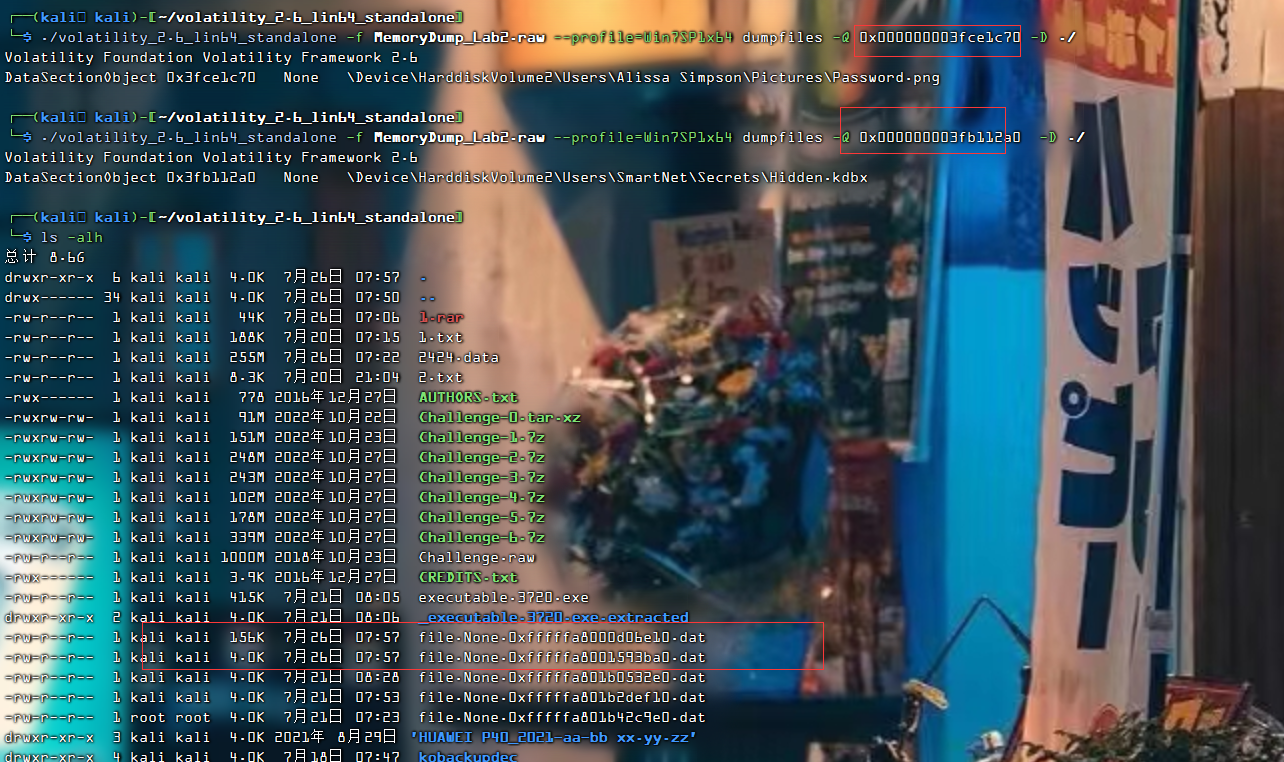 ┌──(kali㉿ kali)-[~/volatility_2.6_lin64_standalone]
└─$ ./volatility_2.6_lin64_standalone -f MemoryDump_Lab2.raw --profile=Win7SP1x64 dumpfiles -Q 0x000000003fce1c70 -D ./
Volatility Foundation Volatility Framework 2.6
DataSectionObject 0x3fce1c70   None   \Device\HarddiskVolume2\Users\Alissa Simpson\Pictures\Password.png
┌──(kali㉿ kali)-[~/volatility_2.6_lin64_standalone]
└─$ ./volatility_2.6_lin64_standalone -f MemoryDump_Lab2.raw --profile=Win7SP1x64 dumpfiles -Q 0x000000003fb112a0  -D ./
Volatility Foundation Volatility Framework 2.6
DataSectionObject 0x3fb112a0   None   \Device\HarddiskVolume2\Users\SmartNet\Secrets\Hidden.kdbx
┌──(kali㉿ kali)-[~/volatility_2.6_lin64_standalone]
└─$ ls -alh
总计 8.6G
drwxr-xr-x  6 kali kali  4.0K  7月26日 07:57  .
drwx------ 34 kali kali  4.0K  7月26日 07:50  ..
-rw-r--r--  1 kali kali   44K  7月26日 07:06  1.rar
-rw-r--r--  1 kali kali  188K  7月20日 07:15  1.txt
-rw-r--r--  1 kali kali  255M  7月26日 07:22  2424.data
-rw-r--r--  1 kali kali  8.3K  7月20日 21:04  2.txt
-rwx------  1 kali kali   778 2016年12月27日  AUTHORS.txt
-rwxrw-rw-  1 kali kali   91M 2022年10月22日  Challenge-0.tar.xz
-rwxrw-rw-  1 kali kali  151M 2022年10月23日  Challenge-1.7z
-rwxrw-rw-  1 kali kali  248M 2022年10月27日  Challenge-2.7z
-rwxrw-rw-  1 kali kali  243M 2022年10月27日  Challenge-3.7z
-rwxrw-rw-  1 kali kali  102M 2022年10月27日  Challenge-4.7z
-rwxrw-rw-  1 kali kali  178M 2022年10月27日  Challenge-5.7z
-rwxrw-rw-  1 kali kali  339M 2022年10月27日  Challenge-6.7z
-rw-r--r--  1 kali kali 1000M 2018年10月23日  Challenge.raw
-rwx------  1 kali kali  3.9K 2016年12月27日  CREDITS.txt
-rw-r--r--  1 kali kali  415K  7月21日 08:05  executable.3720.exe
drwxr-xr-x  2 kali kali  4.0K  7月21日 08:06  _executable.3720.exe.extracted
-rw-r--r--  1 kali kali  156K  7月26日 07:57  file.None.0xfffffa8000d06e10.dat
-rw-r--r--  1 kali kali  4.0K  7月26日 07:57  file.None.0xfffffa8001593ba0.dat
-rw-r--r--  1 kali kali  4.0K  7月21日 08:28  file.None.0xfffffa801b0532e0.dat
-rw-r--r--  1 kali kali  4.0K  7月21日 07:53  file.None.0xfffffa801b2def10.dat
-rw-r--r--  1 root root  4.0K  7月21日 07:23  file.None.0xfffffa801b42c9e0.dat
drwxr-xr-x  3 kali kali  4.0K 2021年 8月29日 'HUAWEI P40_2021-aa-bb xx-yy-zz'
drwxr-xr-x  4 kali kali  4.0K  7月18日 07:47  kobackupdec